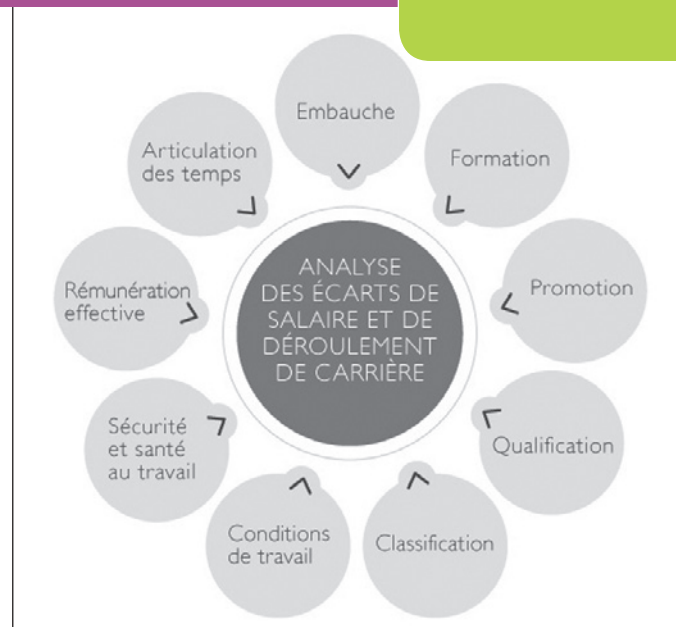 Embauche
Formation
Promotion
Qualification
Classification
Conditions
de travail
Sécurité
et santé
au travail
Rémunération
effective
Articulation
des temps
ANALYSE
DES ÉCARTS DE
SALAIRE ET DE
DÉROULEMENT
DE CARRIÈRE